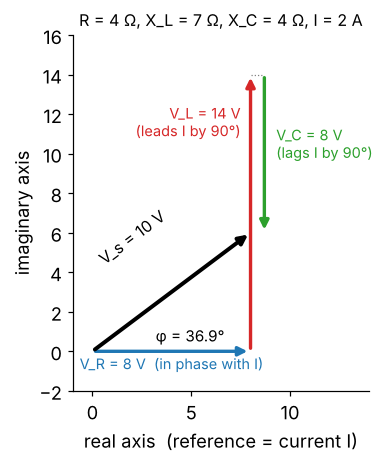 R = 4 Ω, X_L = 7 Ω, X_C = 4 Ω, I = 2 A
16
14
12
10
8
6
4
2
0
−2
imaginary axis
V_L = 14 V
(leads I by 90°)
V_C = 8 V
(lags I by 90°)
V_s = 10 V
φ = 36.9°
V_R = 8 V (in phase with I)
0
5
10
real axis (reference = current I)